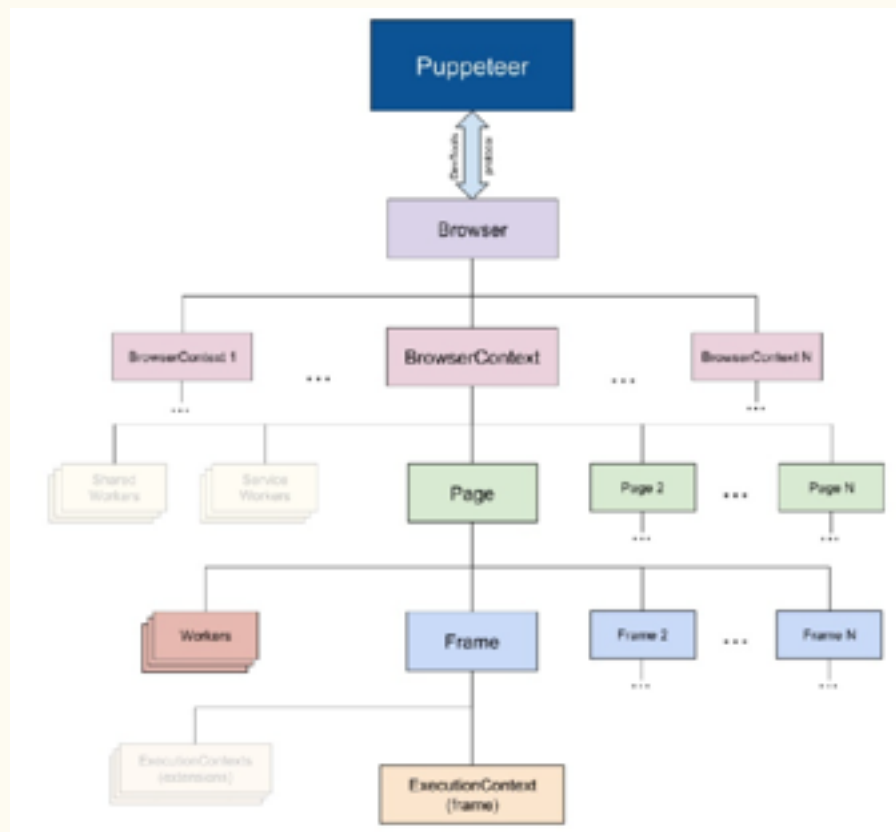 Puppeteer
DevTools
protocol
Browser
BrowserContext 1
...
BrowserContext
...
BrowserContext N
...
...
Shared
Workers
Service
Workers
Page
Page 2
...
Page N
...
...
Workers
Frame
Frame 2
...
Frame N
...
...
ExecutionContexts
(extensions)
ExecutionContext
(frame)